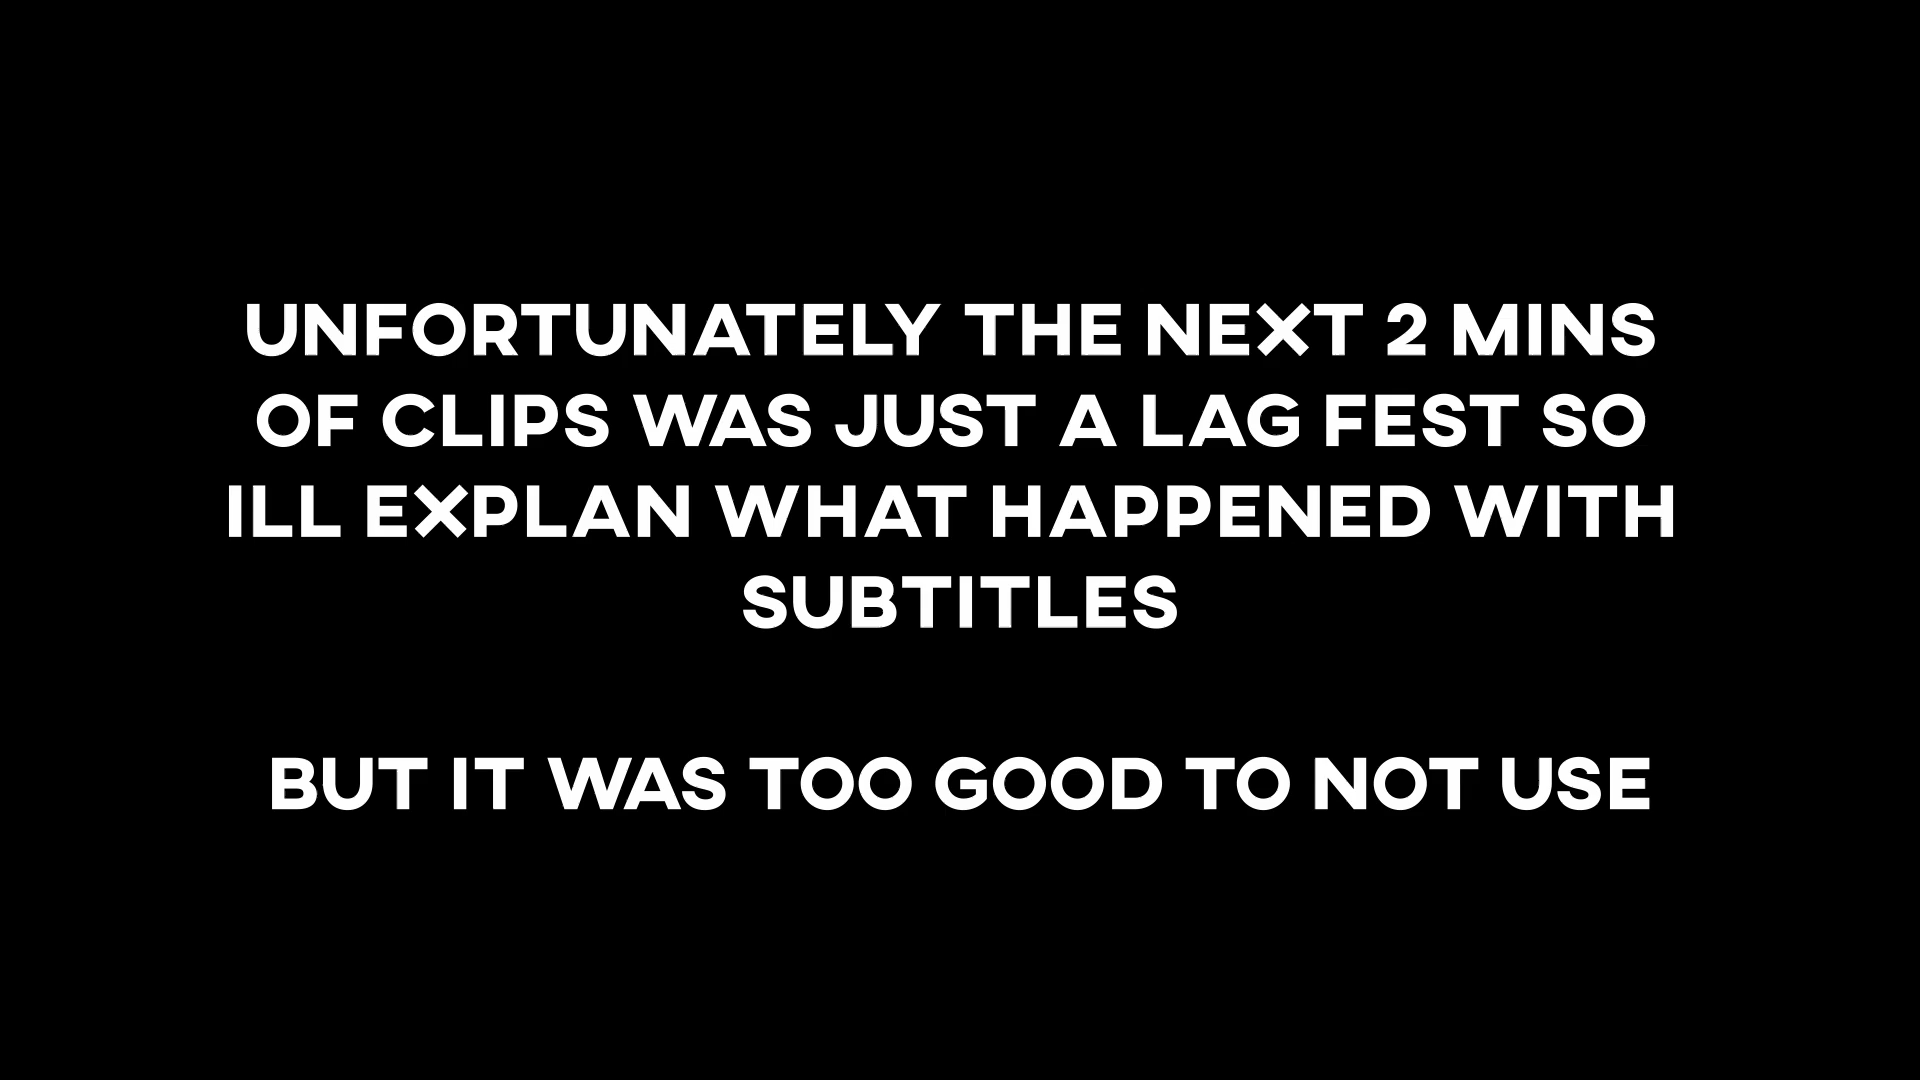 UNFORTUNATELY THE NEXT 2 MINS
OF CLIPS WAS JUST A LAG FEST SO
ILL EXPLAN WHAT HAPPENED WITH
SUBTITLES
BUT IT WAS TOO GOOD TO NOT USE